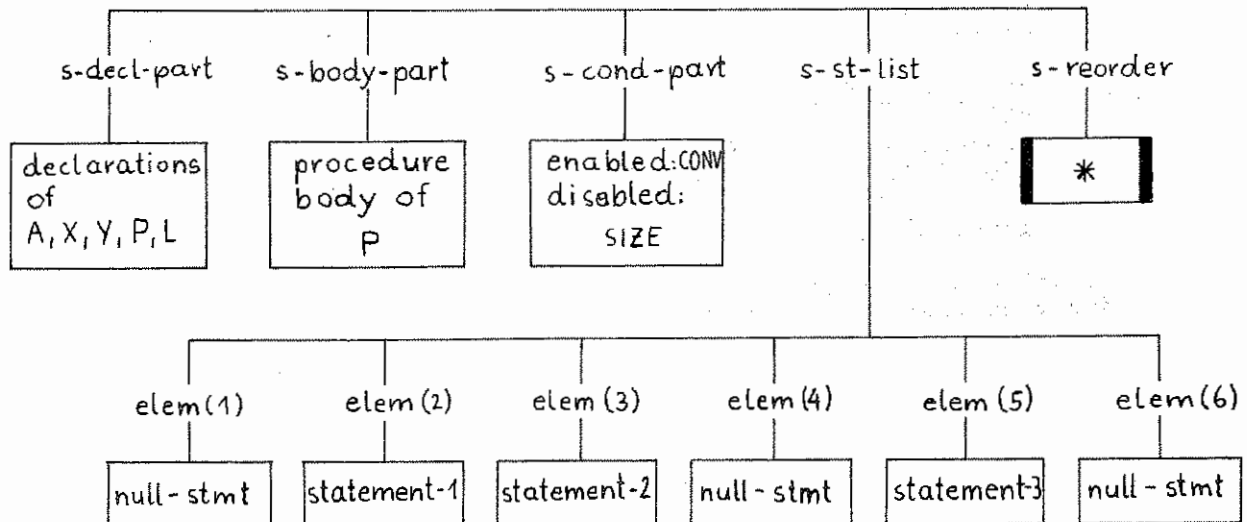 s-decl-part s-body-part s-cond-part s-st-list s-reorder
declarations
of
A, X, Y, P, L
procedure
body of
P
enabled:CONV
disabled:
SIZE
*
elem(1) elem(2) elem(3) elem(4) elem(5) elem(6)
null-stmt statement-1 statement-2 null-stmt statement-3 null-stmt